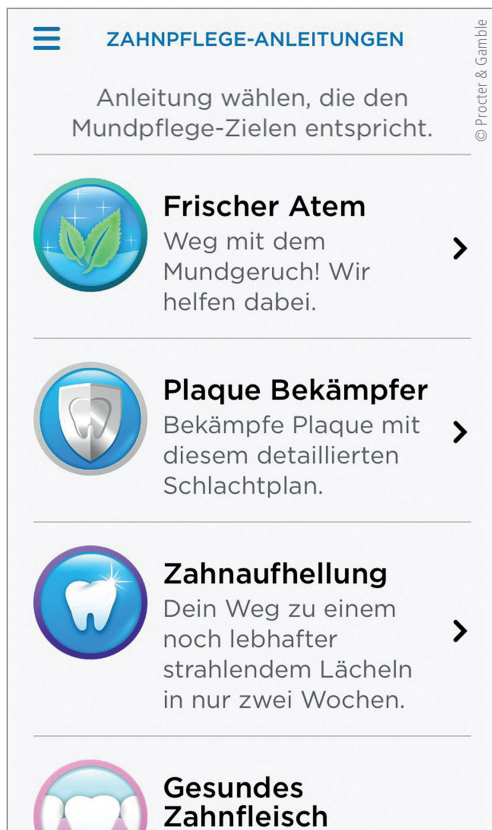 ZAHNPFLEGE-ANLEITUNGEN
© Procter & Gamble
Anleitung wählen, die den
Mundpflege-Zielen entspricht.
Frischer Atem
Weg mit dem
Mundgeruch! Wir
helfen dabei.
Plaque Bekämpfer
Bekämpfe Plaque mit
diesem detaillierten
Schlachtplan.
Zahnaufhellung
Dein Weg zu einem
noch lebhafter
strahlendem Lächeln
in nur zwei Wochen.
Gesundes
Zahnfleisch